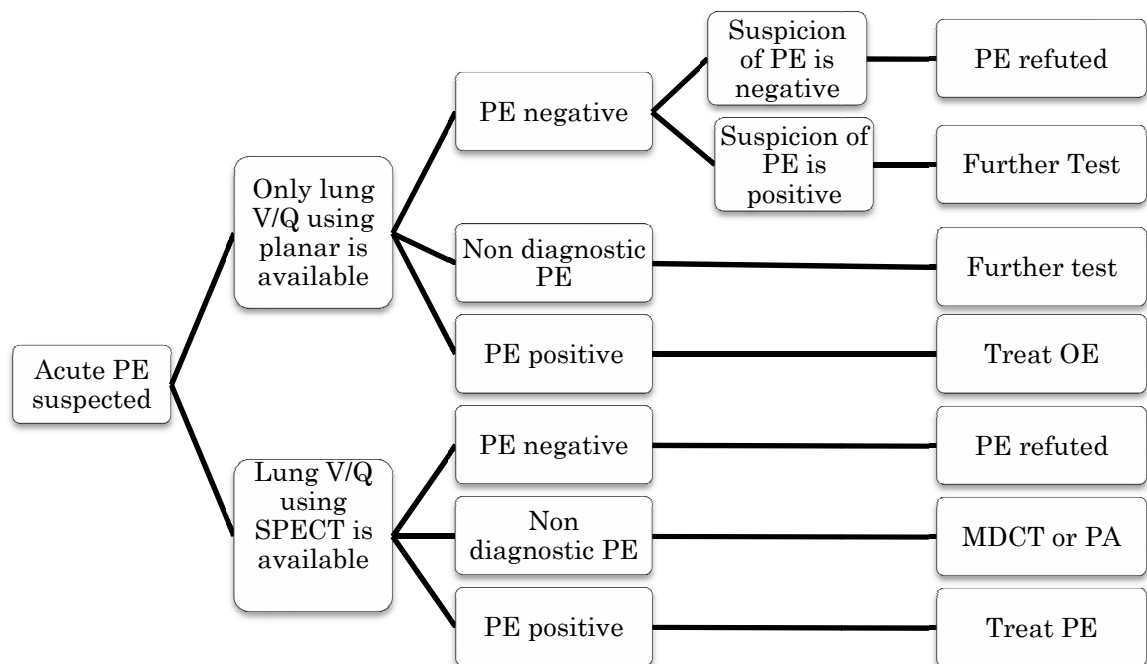 Acute PE
suspected
Only lung
V/Q using
planar is
available
PE negative
Suspicion
of PE is
negative
PE refuted
Suspicion of
PE is
positive
Further Test
Non diagnostic
PE
Further test
PE positive
Treat OE
Lung V/Q
using
SPECT is
available
PE negative
PE refuted
Non
diagnostic PE
MDCT or PA
PE positive
Treat PE